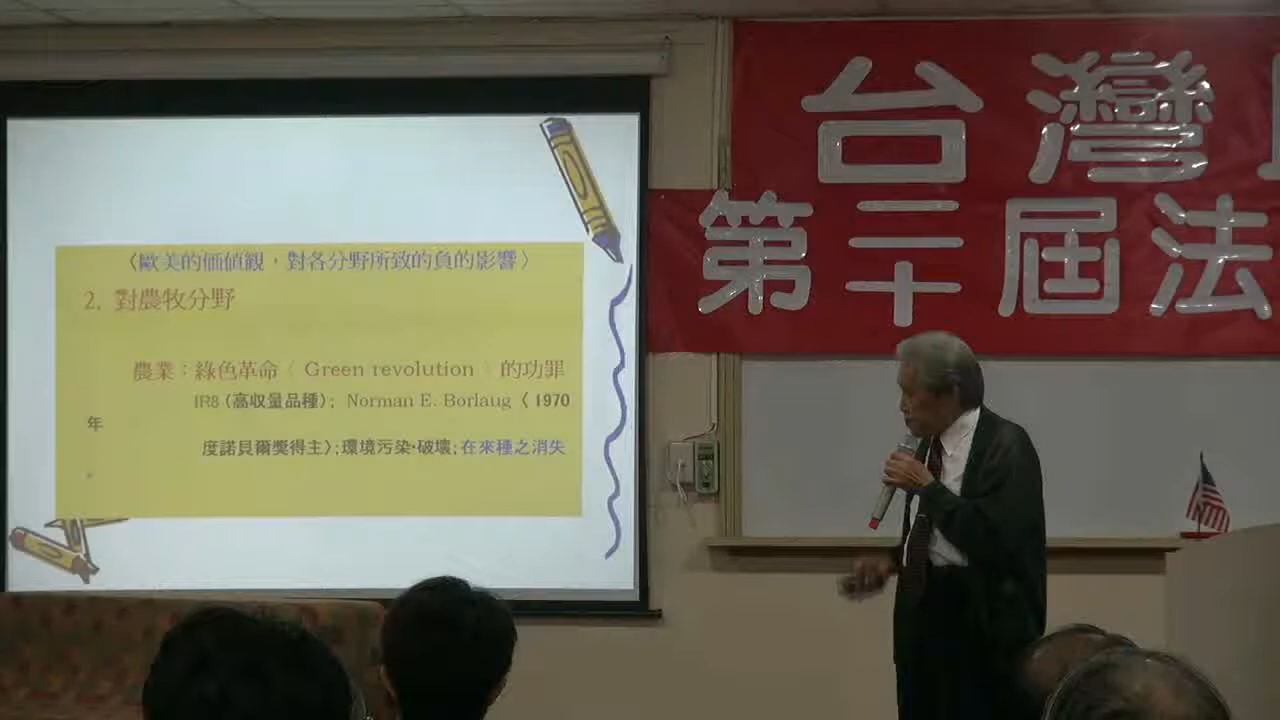 〈歐美的価値観，對各分野所致的負的影響〉
2. 對農牧分野
農業：綠色革命〈 Green revolution 〉的功罪
IR8 (高収量品種)；Norman E. Borlaug〈 1970
年
度諾貝爾獎得主〉；環境污染·破壞；在來種之消失
台灣
第二十屆法